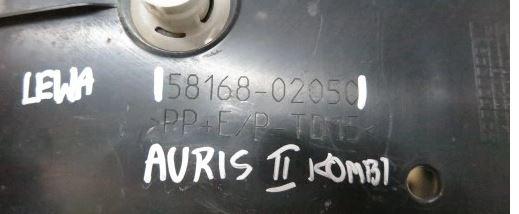 LEWA 58168-02050
>PP+E/P-TD15<
AURIS II KOMBI